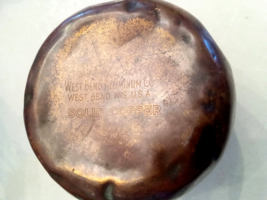 WEST BEND ALUMINUM CO.
WEST BEND, WIS., U.S.A.
SOLID COPPER